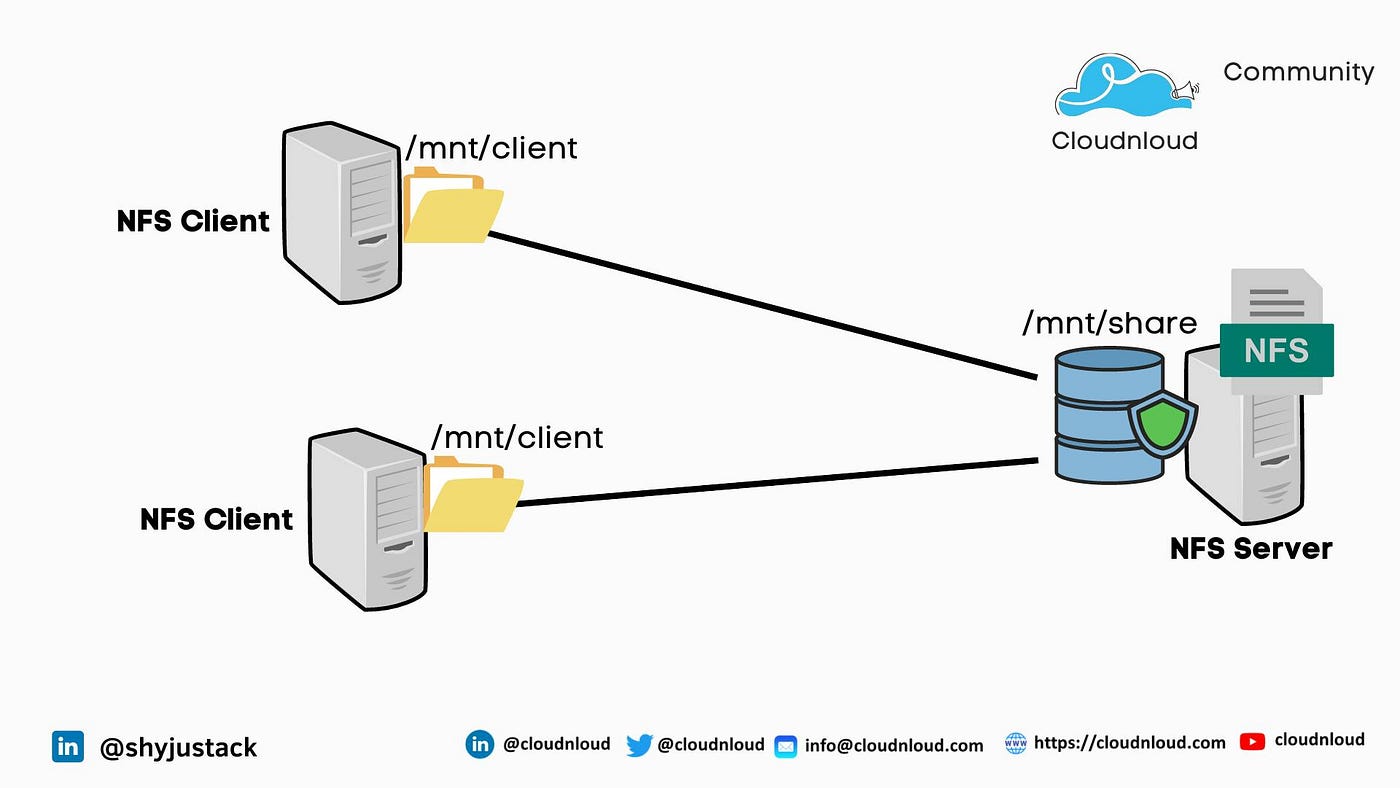 Community
Cloudnloud
/mnt/client
NFS Client
/mnt/share
NFS
/mnt/client
NFS Client
NFS Server
in @shyjustack
in @cloudnloud
@cloudnloud
info@cloudnloud.com
WWW https://cloudnloud.com
cloudnloud